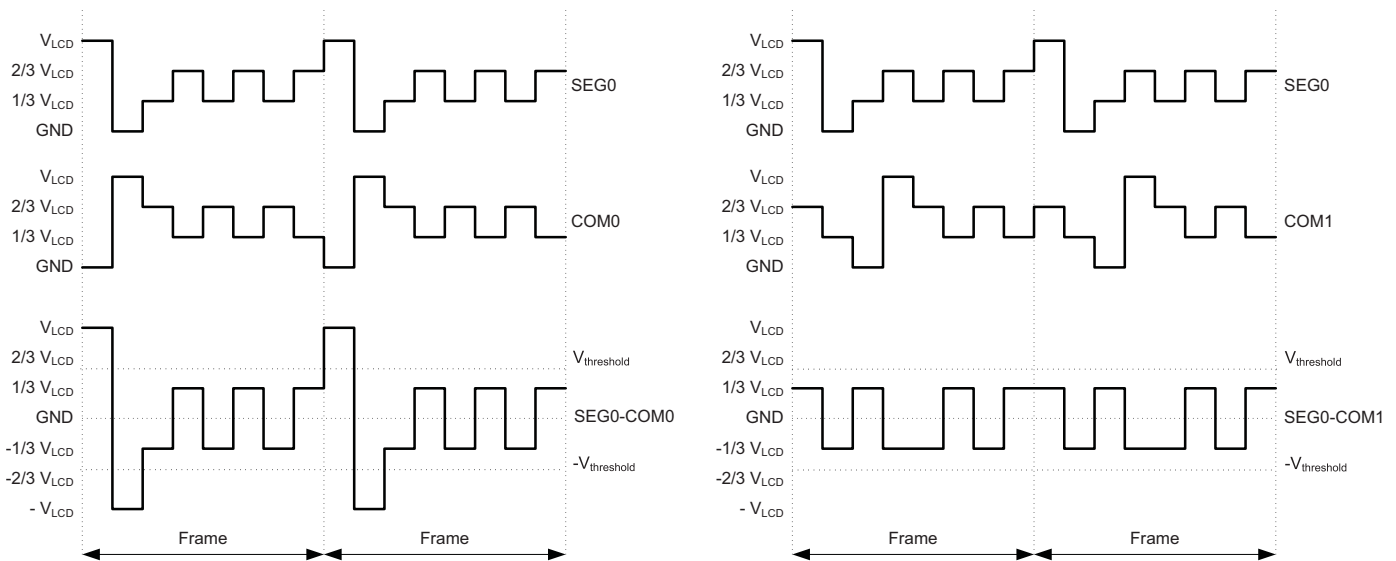 V_LCD
2/3 V_LCD
1/3 V_LCD
GND
SEG0
V_LCD
2/3 V_LCD
1/3 V_LCD
GND
COM0
V_LCD
2/3 V_LCD
1/3 V_LCD
GND
-1/3 V_LCD
-2/3 V_LCD
- V_LCD
V_threshold
SEG0-COM0
-V_threshold
Frame
Frame
V_LCD
2/3 V_LCD
1/3 V_LCD
GND
SEG0
V_LCD
2/3 V_LCD
1/3 V_LCD
GND
COM1
V_LCD
2/3 V_LCD
1/3 V_LCD
GND
-1/3 V_LCD
-2/3 V_LCD
- V_LCD
V_threshold
SEG0-COM1
-V_threshold
Frame
Frame